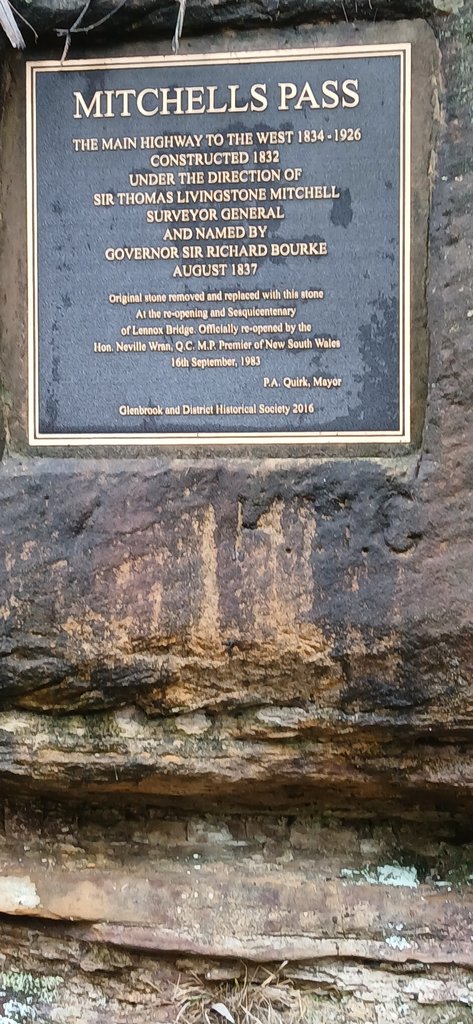 MITCHELLS PASS
THE MAIN HIGHWAY TO THE WEST 1834 - 1926
CONSTRUCTED 1832
UNDER THE DIRECTION OF
SIR THOMAS LIVINGSTONE MITCHELL
SURVEYOR GENERAL
AND NAMED BY
GOVERNOR SIR RICHARD BOURKE
AUGUST 1837
Original stone removed and replaced with this stone
At the re-opening and Sesquicentenary
of Lennox Bridge. Officially re-opened by the
Hon. Neville Wran, Q.C. M.P. Premier of New South Wales
16th September, 1983
P.A. Quirk, Mayor
Glenbrook and District Historical Society 2016